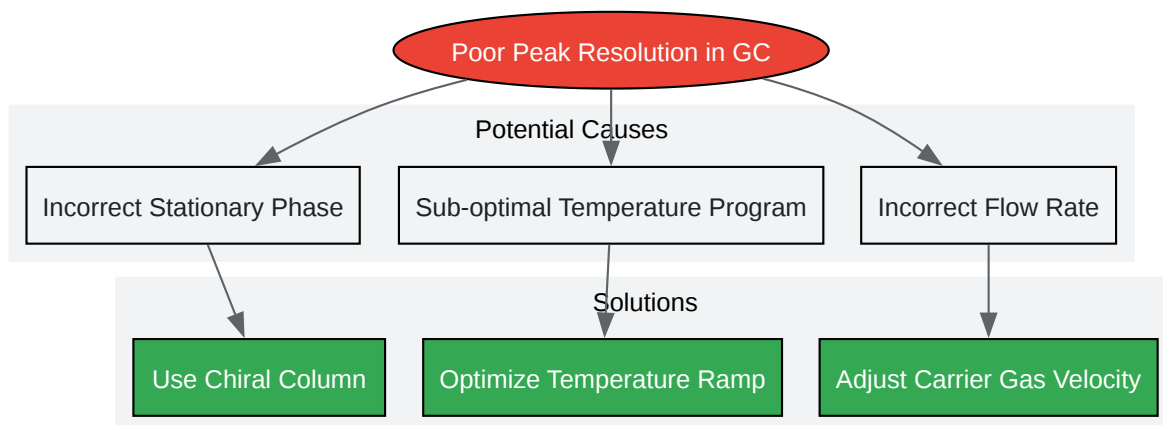 Poor Peak Resolution in GC
Potential Causes
Incorrect Stationary Phase
Sub-optimal Temperature Program
Incorrect Flow Rate
Solutions
Use Chiral Column
Optimize Temperature Ramp
Adjust Carrier Gas Velocity